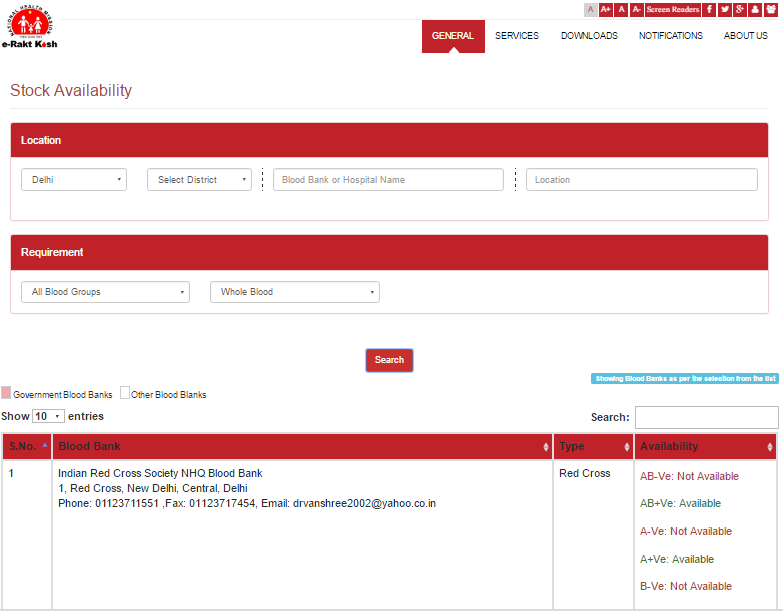 NATIONAL HEALTH MISSION
e-Rakt Kosh
A A+ A A- Screen Readers
GENERAL SERVICES DOWNLOADS NOTIFICATIONS ABOUT US
Stock Availability
Location
Delhi Select District Blood Bank or Hospital Name Location
Requirement
All Blood Groups Whole Blood
Search
Showing Blood Banks as per the selection from the list
Government Blood Banks Other Blood Blanks
Show 10 entries Search:
S.No. Blood Bank Type Availability
1 Indian Red Cross Society NHQ Blood Bank Red Cross AB-Ve: Not Available
1, Red Cross, New Delhi, Central, Delhi
Phone: 01123711551 ,Fax: 01123717454, Email: drvanshree2002@yahoo.co.in AB+Ve: Available
A-Ve: Not Available
A+Ve: Available
B-Ve: Not Available